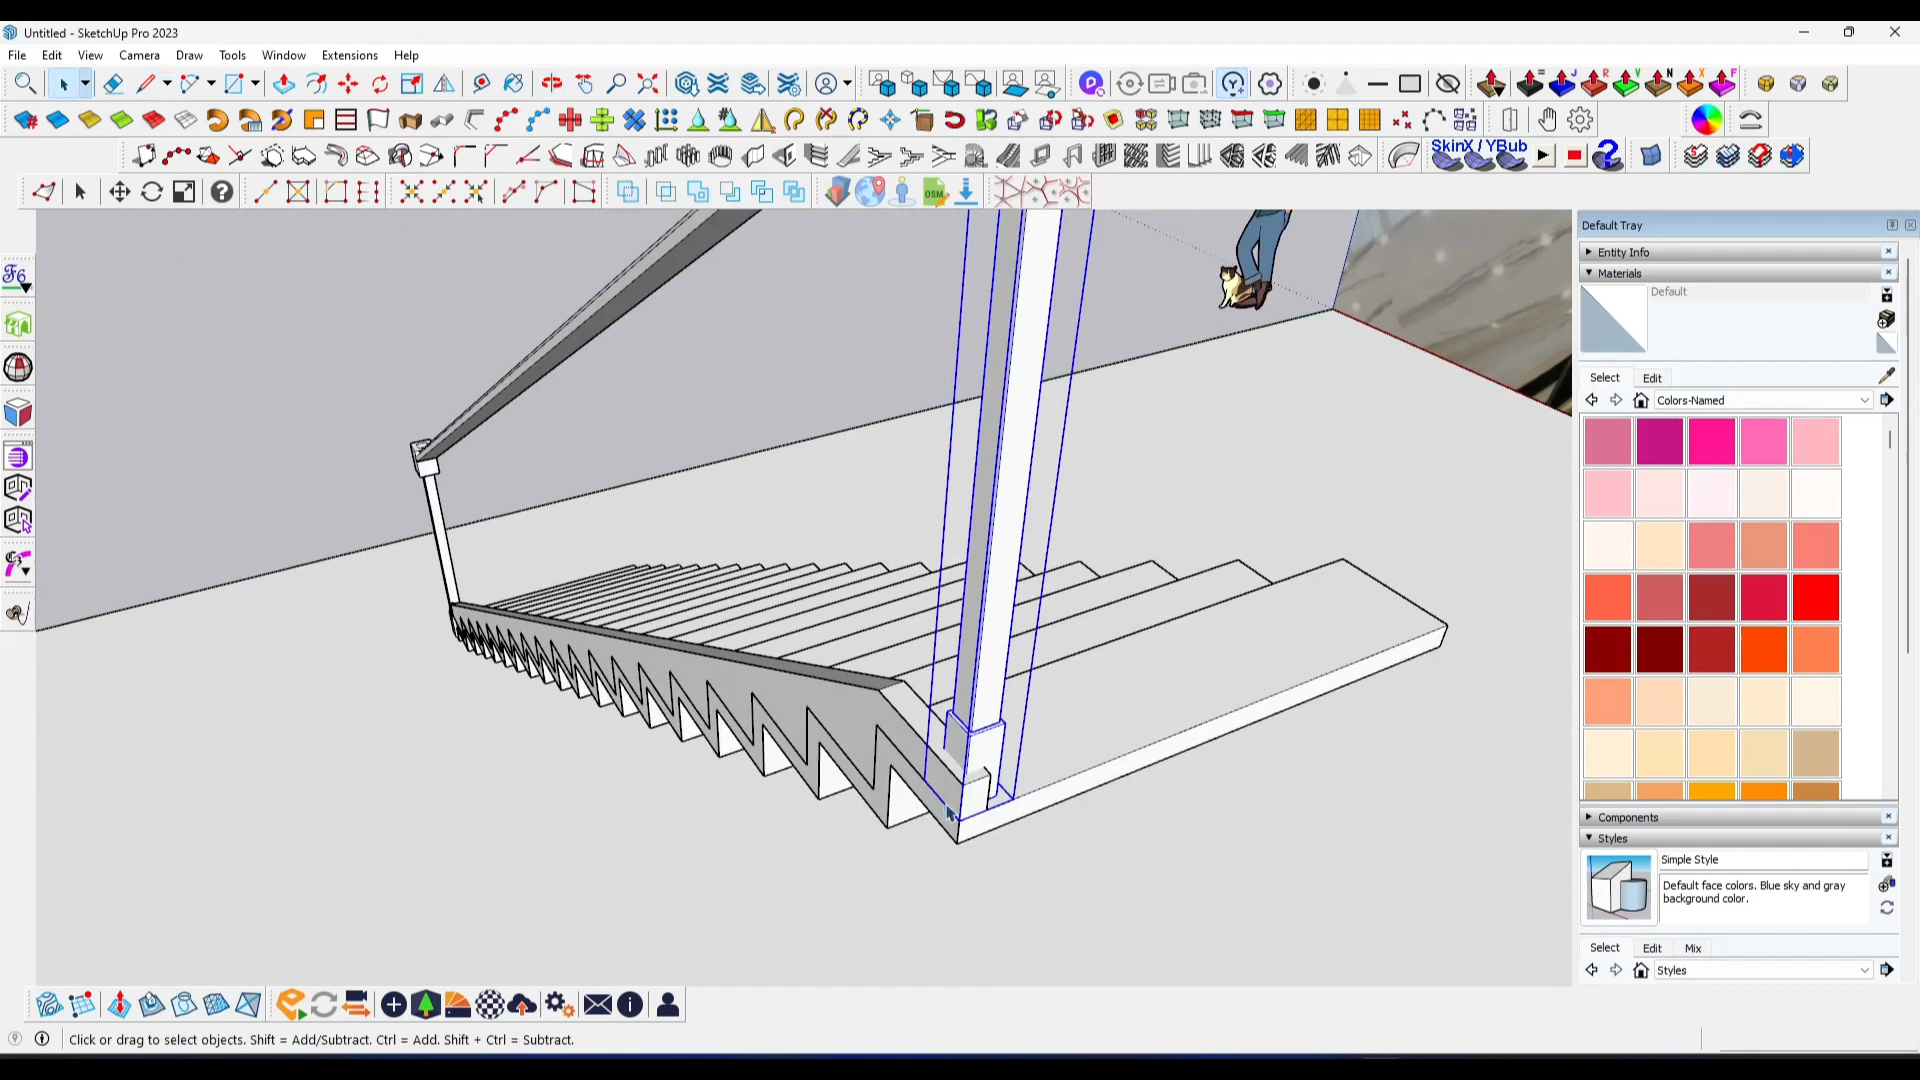 Untitled - SketchUp Pro 2023
File Edit View Camera Draw Tools Window Extensions Help
SkinX / YBub
OSM
F6
Default Tray
Entity Info
Materials
Default
Select Edit
Colors-Named
Components
Styles
Simple Style
Default face colors. Blue sky and gray
background color.
Select Edit Mix
Styles
Click or drag to select objects. Shift = Add/Subtract. Ctrl = Add. Shift + Ctrl = Subtract.